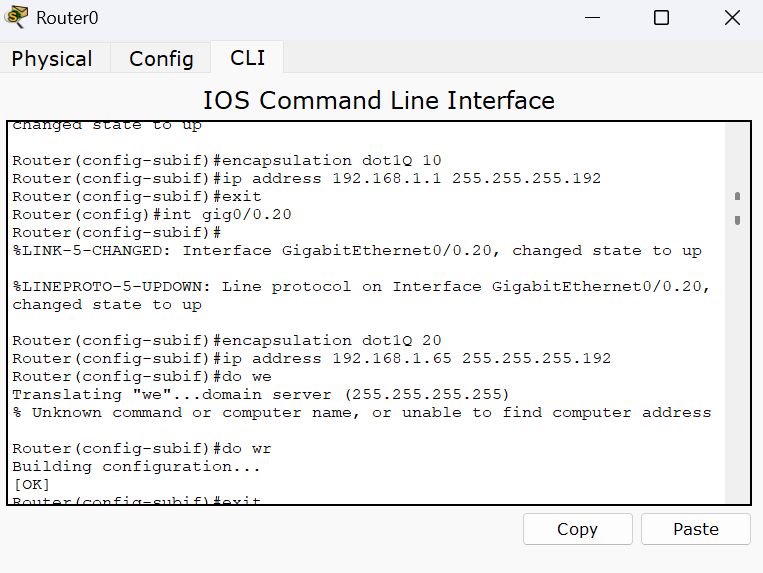 Router0
Physical Config CLI
IOS Command Line Interface
changed state to up
Router(config-subif)#encapsulation dot1Q 10
Router(config-subif)#ip address 192.168.1.1 255.255.255.192
Router(config-subif)#exit
Router(config)#int gig0/0.20
Router(config-subif)#
%LINK-5-CHANGED: Interface GigabitEthernet0/0.20, changed state to up
%LINEPROTO-5-UPDOWN: Line protocol on Interface GigabitEthernet0/0.20,
changed state to up
Router(config-subif)#encapsulation dot1Q 20
Router(config-subif)#ip address 192.168.1.65 255.255.255.192
Router(config-subif)#do we
Translating "we"...domain server (255.255.255.255)
% Unknown command or computer name, or unable to find computer address
Router(config-subif)#do wr
Building configuration...
[OK]
Router(config-subif)#exit
Copy Paste